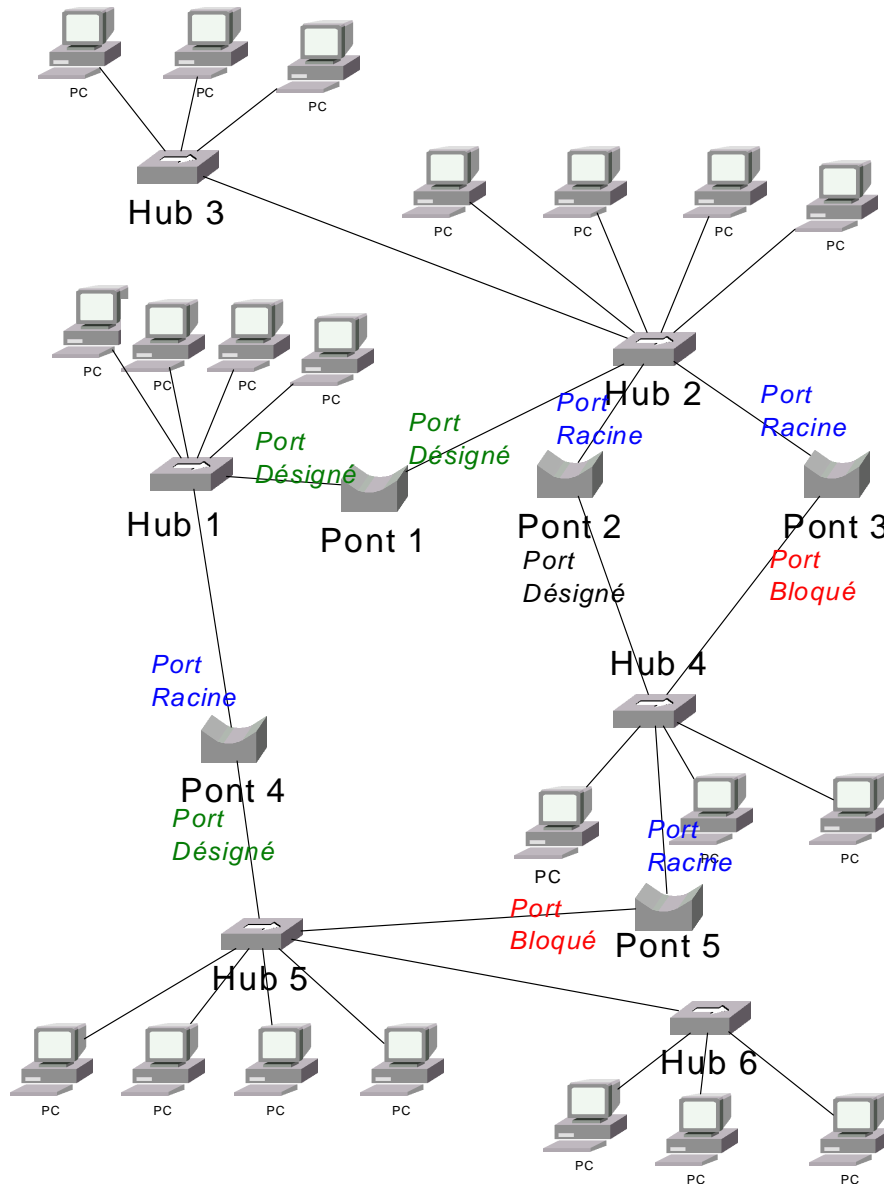 PC
PC
PC
Hub 3
PC
PC
PC
PC
PC
PC
PC
PC
Hub 2
Port
Désigné
Port
Désigné
Port
Racine
Port
Racine
Hub 1
Pont 1
Pont 2
Pont 3
Port
Désigné
Port
Bloqué
Hub 4
Port
Racine
Pont 4
Port
Désigné
Port
Racine
PC
PC
PC
Port
Bloqué
Pont 5
Hub 5
Hub 6
PC
PC
PC
PC
PC
PC
PC